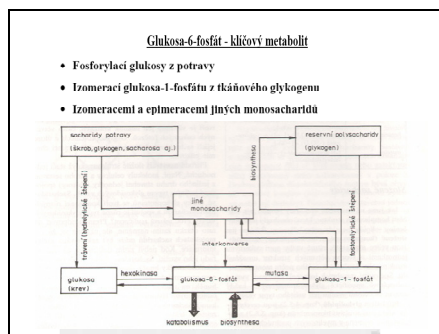 Glukosa-6-fosfát - klíčový metabolit
Fosforylací glukosy z potravy
Izomerací glukosa-1-fosfátu z tkáňového glykogenu
Izomeracemi a epimeracemi jiných monosacharidů
sacharidy potravy
(škrob, glykogen, sacharosa aj.)
reservní polysacharidy
(glykogen)
biosynthesa
trávení (hydrolytické štěpení)
jiné
monosacharidy
fosforolytické štěpení
interkonverse
glukosa
(krev)
hexokinasa
glukosa-6-fosfát
mutasa
glukosa-1-fosfát
katabolismus
biosynthesa